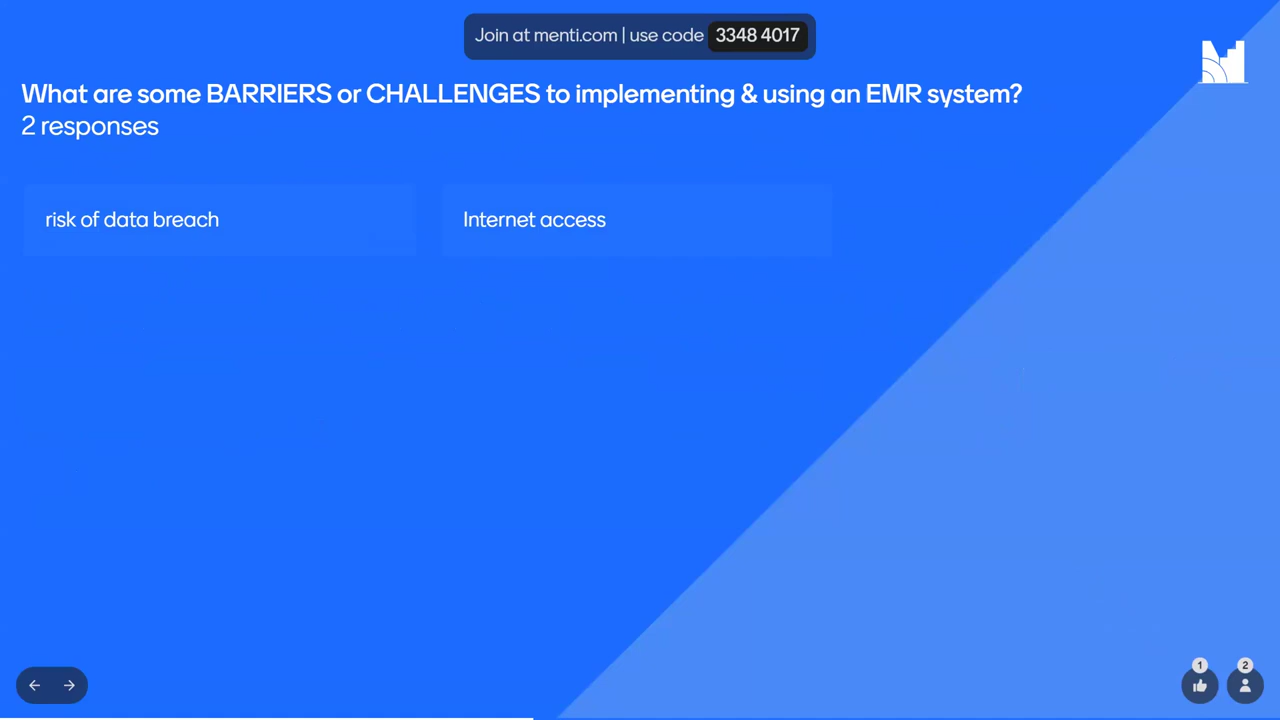 Join at menti.com | use code 3348 4017
What are some BARRIERS or CHALLENGES to implementing & using an EMR system?
2 responses
risk of data breach
Internet access
1
2